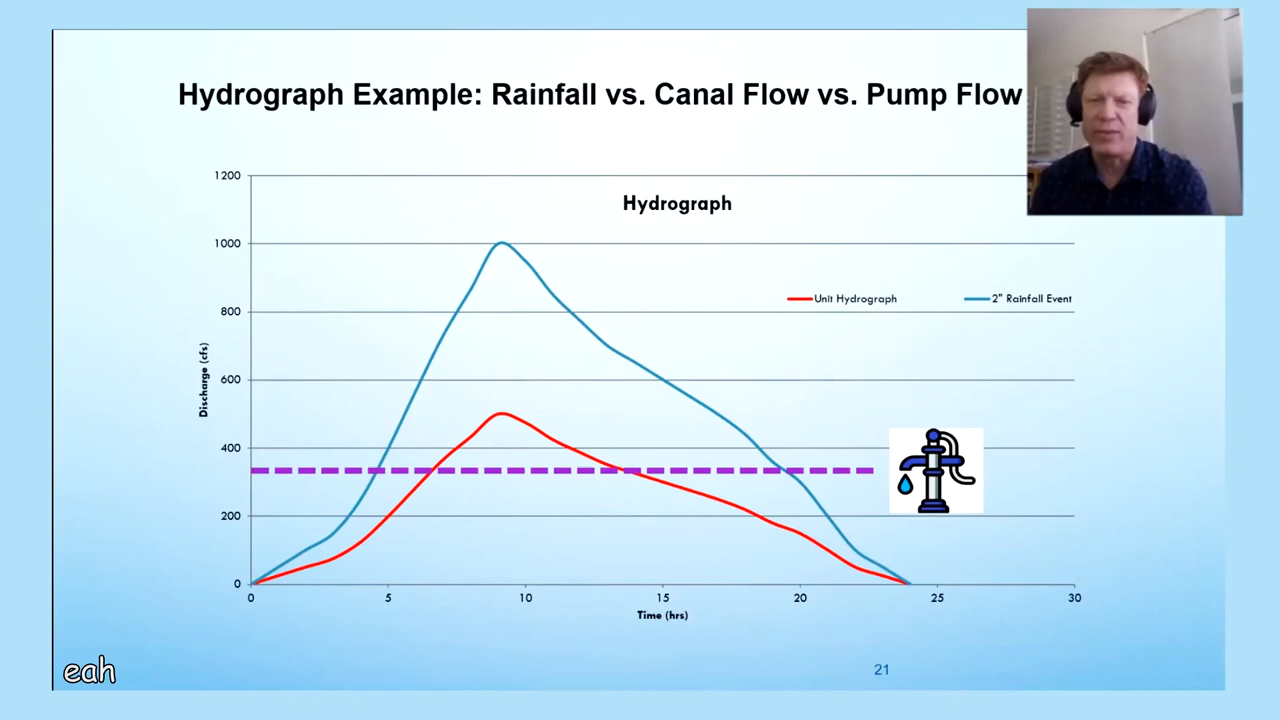 Hydrograph Example: Rainfall vs. Canal Flow vs. Pump Flow
Hydrograph
1200
1000
800
600
400
200
0
Discharge (cfs)
Unit Hydrograph
2" Rainfall Event
0 5 10 15 20 25 30
Time (hrs)
eah
21